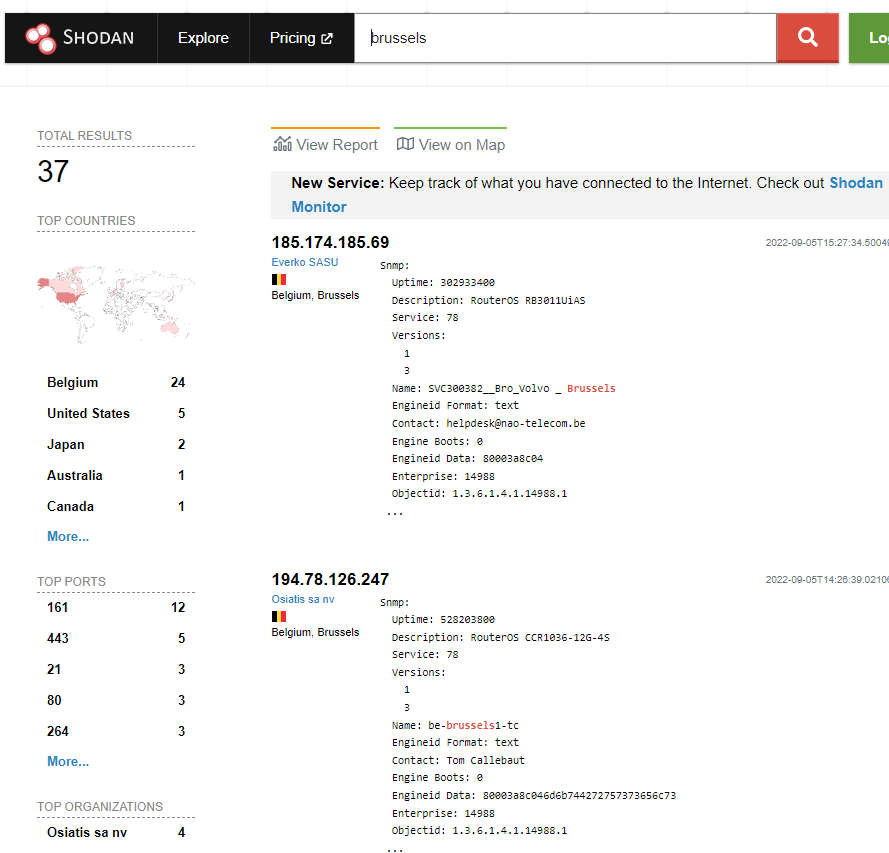 SHODAN Explore Pricing brussels Log
TOTAL RESULTS
37
TOP COUNTRIES
Belgium 24
United States 5
Japan 2
Australia 1
Canada 1
More...
TOP PORTS
161 12
443 5
21 3
80 3
264 3
More...
TOP ORGANIZATIONS
Osiatis sa nv 4
View Report View on Map
New Service: Keep track of what you have connected to the Internet. Check out Shodan
Monitor
185.174.185.69
2022-09-05T15:27:34.5004
Everko SASU
Belgium, Brussels
Snmp:
Uptime: 302933400
Description: RouterOS RB3011UiAS
Service: 78
Versions:
1
3
Name: SVC300382__Bro_Volvo _ Brussels
Engineid Format: text
Contact: helpdesk@nao-telecom.be
Engine Boots: 0
Engineid Data: 80003a8c04
Enterprise: 14988
Objectid: 1.3.6.1.4.1.14988.1
...
194.78.126.247
2022-09-05T14:26:39.0210
Osiatis sa nv
Belgium, Brussels
Snmp:
Uptime: 528203800
Description: RouterOS CCR1036-12G-4S
Service: 78
Versions:
1
3
Name: be-brussels1-tc
Engineid Format: text
Contact: Tom Callebaut
Engine Boots: 0
Engineid Data: 80003a8c046d6b744272757373656c73
Enterprise: 14988
Objectid: 1.3.6.1.4.1.14988.1
...